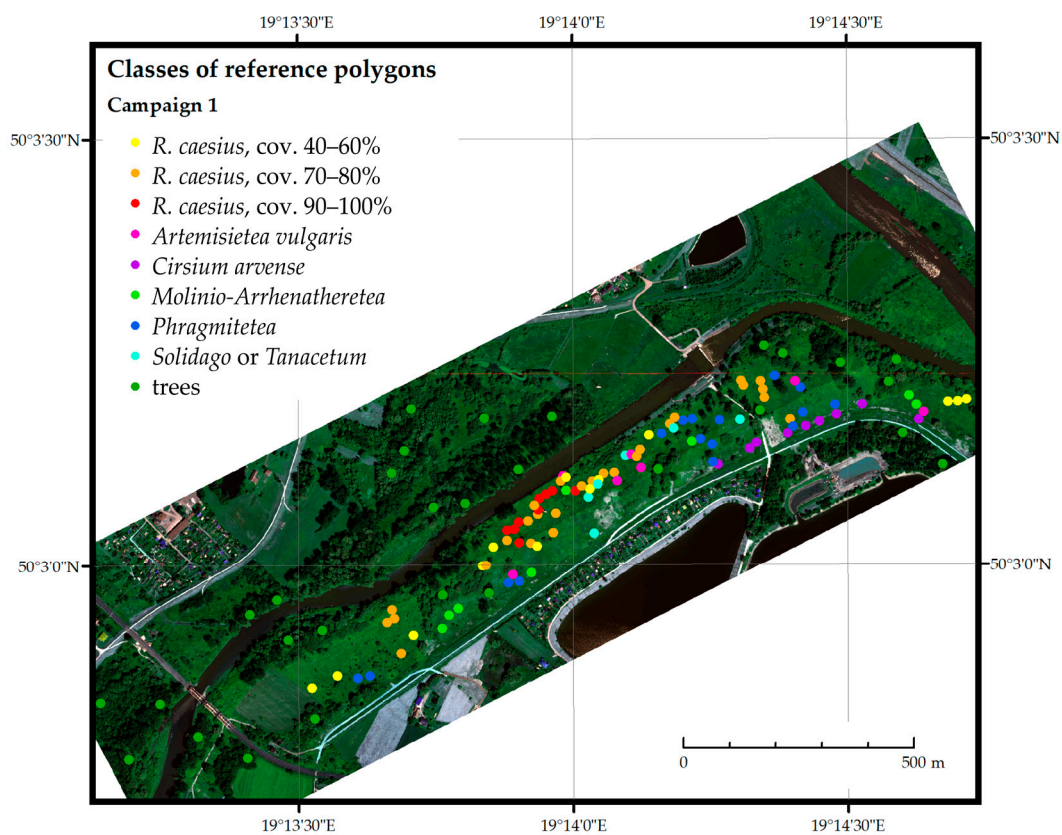 19°13'30"E 19°14'0"E 19°14'30"E
Classes of reference polygons
Campaign 1
50°3'30"N 50°3'30"N
R. caesius, cov. 40–60%
R. caesius, cov. 70–80%
R. caesius, cov. 90–100%
Artemisietea vulgaris
Cirsium arvense
Molinio-Arrhenatheretea
Phragmitetea
Solidago or Tanacetum
trees
50°3'0"N 50°3'0"N
0 500 m
19°13'30"E 19°14'0"E 19°14'30"E